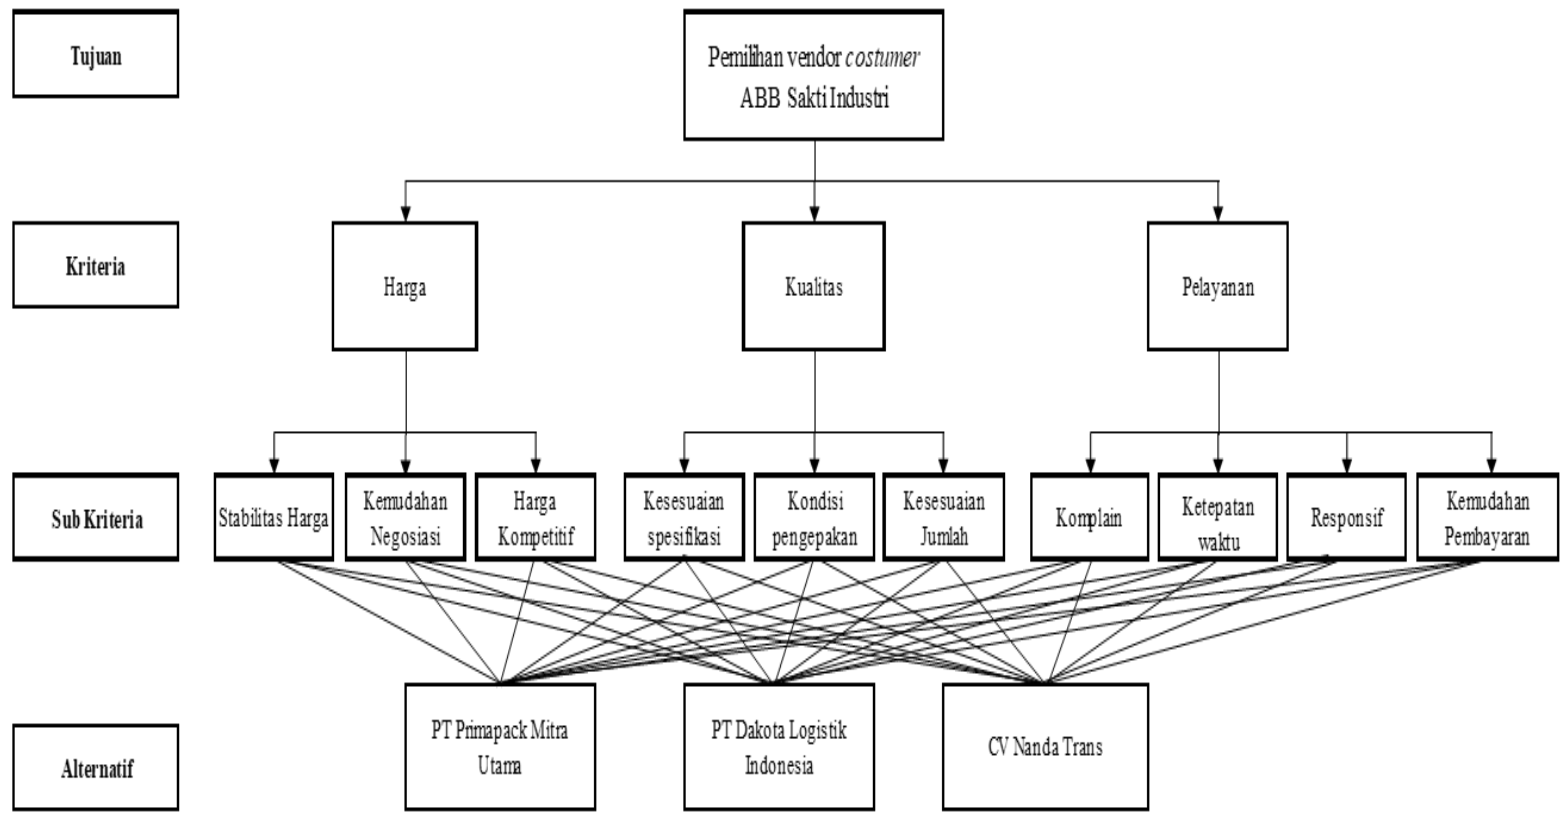 Tujuan
Pemilihan vendor costumer
ABB Sakti Industri
Kriteria
Harga
Kualitas
Pelayanan
Sub Kriteria
Stabilitas Harga
Kemudahan
Negosiasi
Harga
Kompetitif
Kesesuaian
spesifikasi
Kondisi
pengepakan
Kesesuaian
Jumlah
Komplain
Ketepatan
waktu
Responsif
Kemudahan
Pembayaran
Alternatif
PT Primapack Mitra
Utama
PT Dakota Logistik
Indonesia
CV Nanda Trans